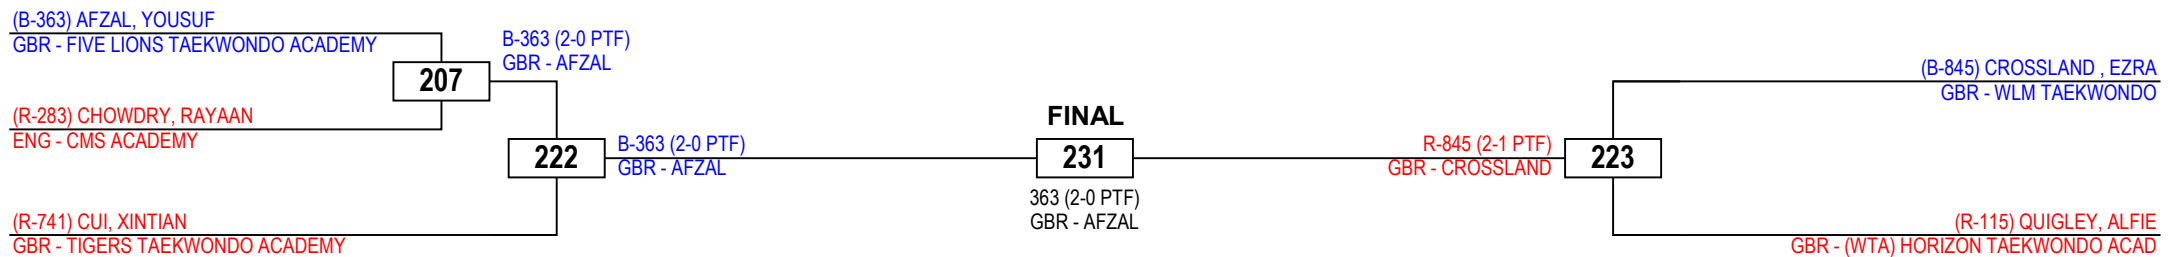 (B-363) AFZAL, YOUSUF
GBR - FIVE LIONS TAEKWONDO ACADEMY
B-363 (2-0 PTF)
GBR - AFZAL
207
(R-283) CHOWDRY, RAYAAN
ENG - CMS ACADEMY
222
B-363 (2-0 PTF)
GBR - AFZAL
(R-741) CUI, XINTIAN
GBR - TIGERS TAEKWONDO ACADEMY
FINAL
231
363 (2-0 PTF)
GBR - AFZAL
R-845 (2-1 PTF)
GBR - CROSSLAND
223
(B-845) CROSSLAND , EZRA
GBR - WLM TAEKWONDO
(R-115) QUIGLEY, ALFIE
GBR - (WTA) HORIZON TAEKWONDO ACAD